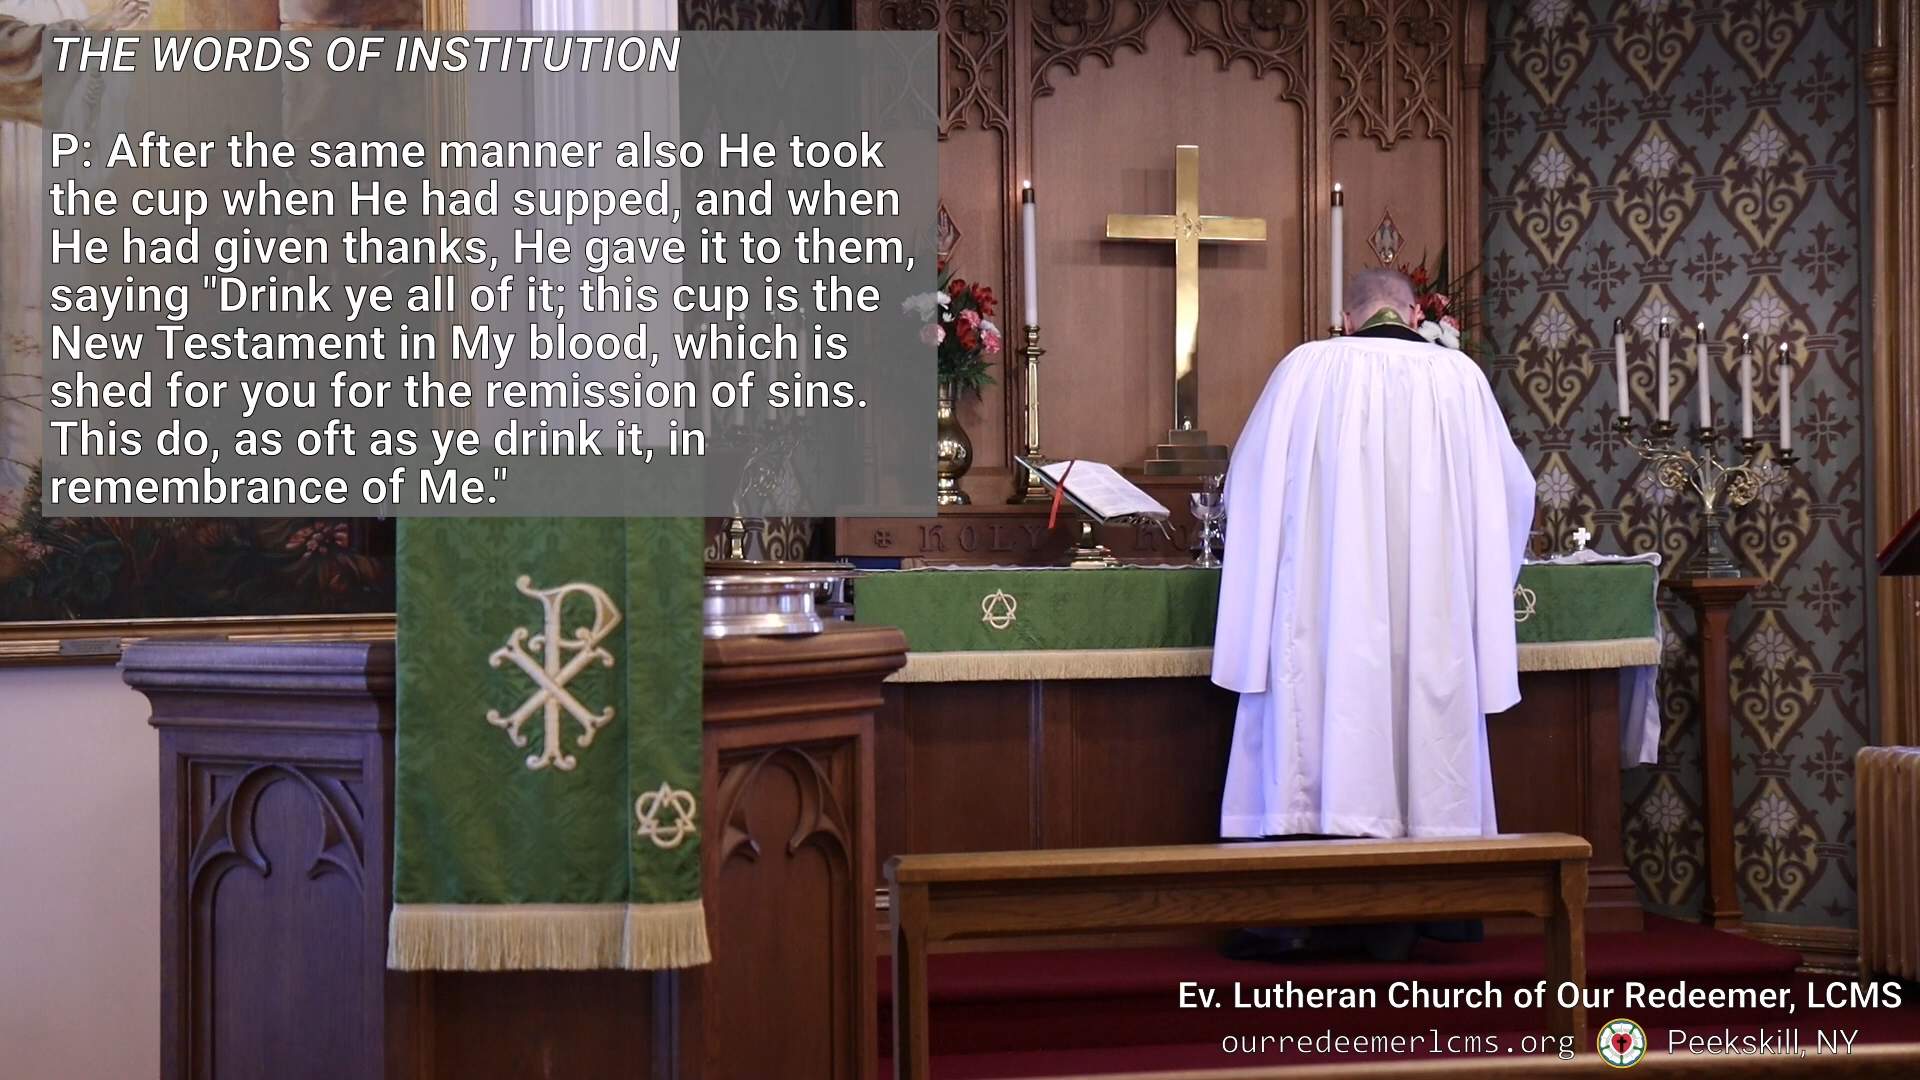 THE WORDS OF INSTITUTION
P: After the same manner also He took
the cup when He had supped, and when
He had given thanks, He gave it to them,
saying "Drink ye all of it; this cup is the
New Testament in My blood, which is
shed for you for the remission of sins.
This do, as oft as ye drink it, in
remembrance of Me."
HOLY
Ev. Lutheran Church of Our Redeemer, LCMS
ourredeemerlcms.org Peekskill, NY